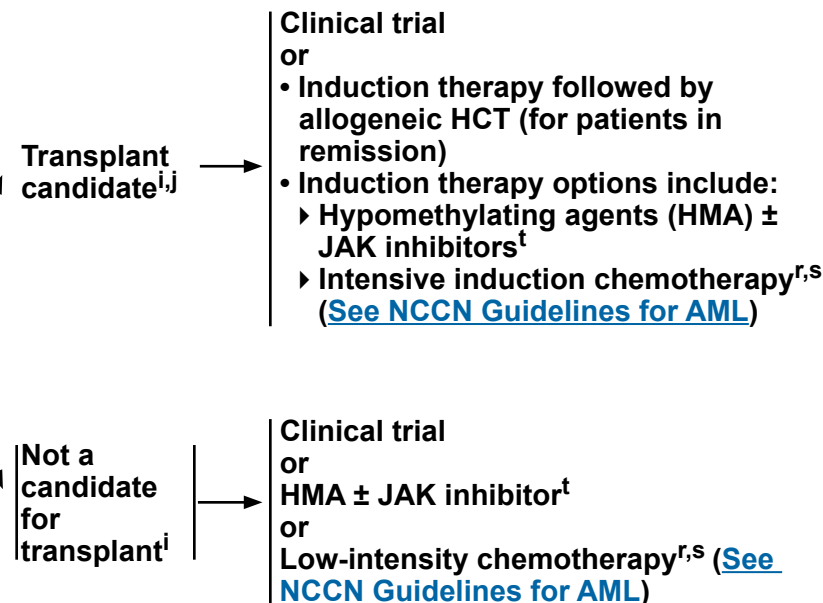 Transplant
candidatei,j
Clinical trial
or
• Induction therapy followed by
allogeneic HCT (for patients in
remission)
• Induction therapy options include:
Hypomethylating agents (HMA) ±
JAK inhibitorst
Intensive induction chemotherapyr,s
(See NCCN Guidelines for AML)
Not a
candidate
for
transplanti
Clinical trial
or
HMA ± JAK inhibitort
or
Low-intensity chemotherapyr,s (See
NCCN Guidelines for AML)